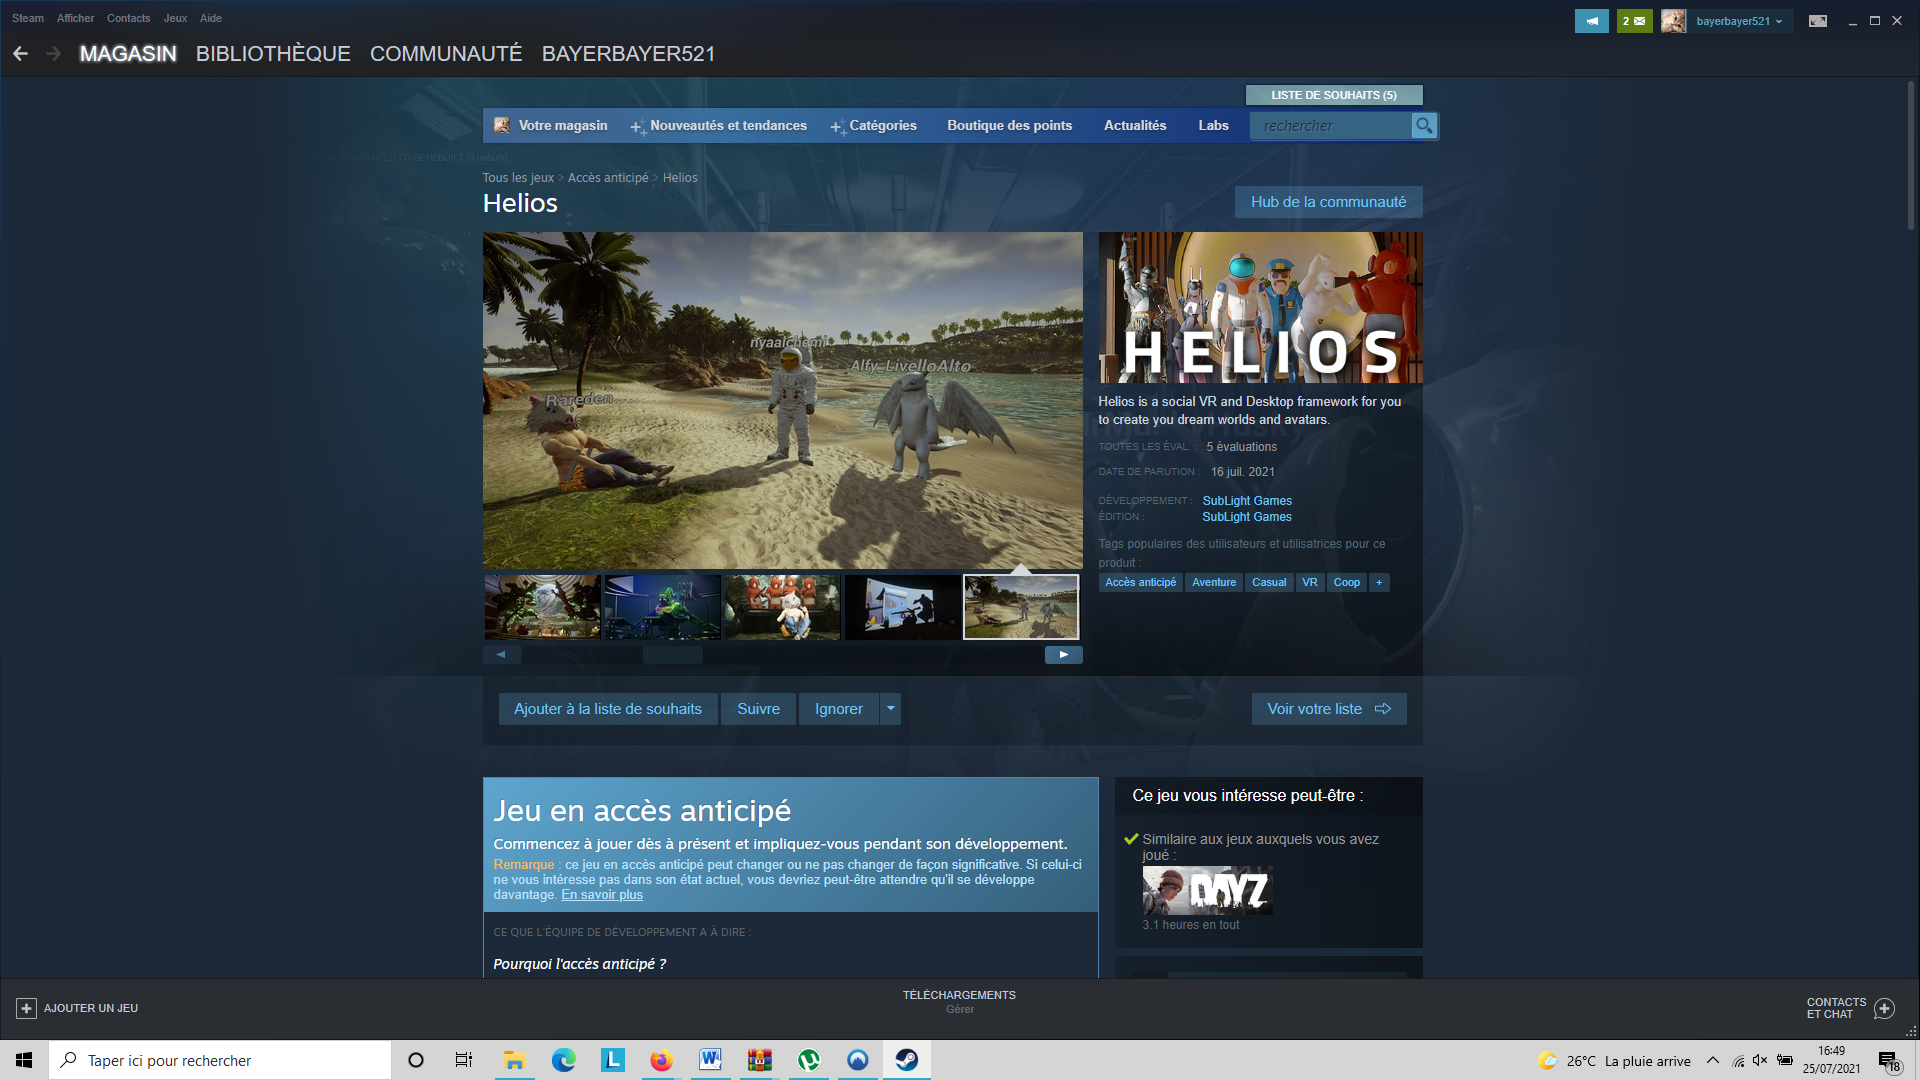 Steam Afficher Contacts Jeux Aide
2 bayerbayer521
MAGASIN BIBLIOTHÈQUE COMMUNAUTÉ BAYERBAYER521
LISTE DE SOUHAITS (5)
Votre magasin Nouveautés et tendances Catégories Boutique des points Actualités Labs rechercher
Tous les jeux > Accès anticipé > Helios
Helios
Hub de la communauté
nyaalchemi
Alfy_LivelloAlto
Rareden
HELIOS
Helios is a social VR and Desktop framework for you
to create you dream worlds and avatars.
TOUTES LES ÉVAL. : 5 évaluations
DATE DE PARUTION : 16 juil. 2021
DÉVELOPPEMENT : SubLight Games
ÉDITION : SubLight Games
Tags populaires des utilisateurs et utilisatrices pour ce
produit :
Accès anticipé Aventure Casual VR Coop +
Ajouter à la liste de souhaits Suivre Ignorer Voir votre liste
Jeu en accès anticipé
Commencez à jouer dès à présent et impliquez-vous pendant son développement.
Remarque : ce jeu en accès anticipé peut changer ou ne pas changer de façon significative. Si celui-ci
ne vous intéresse pas dans son état actuel, vous devriez peut-être attendre qu'il se développe
davantage. En savoir plus
CE QUE L'ÉQUIPE DE DÉVELOPPEMENT A À DIRE :
Pourquoi l'accès anticipé ?
Ce jeu vous intéresse peut-être :
Similaire aux jeux auxquels vous avez
joué :
DAYZ
3.1 heures en tout
AJOUTER UN JEU
TÉLÉCHARGEMENTS
Gérer
CONTACTS
ET CHAT
Taper ici pour rechercher
26°C La pluie arrive
16:49
25/07/2021
18